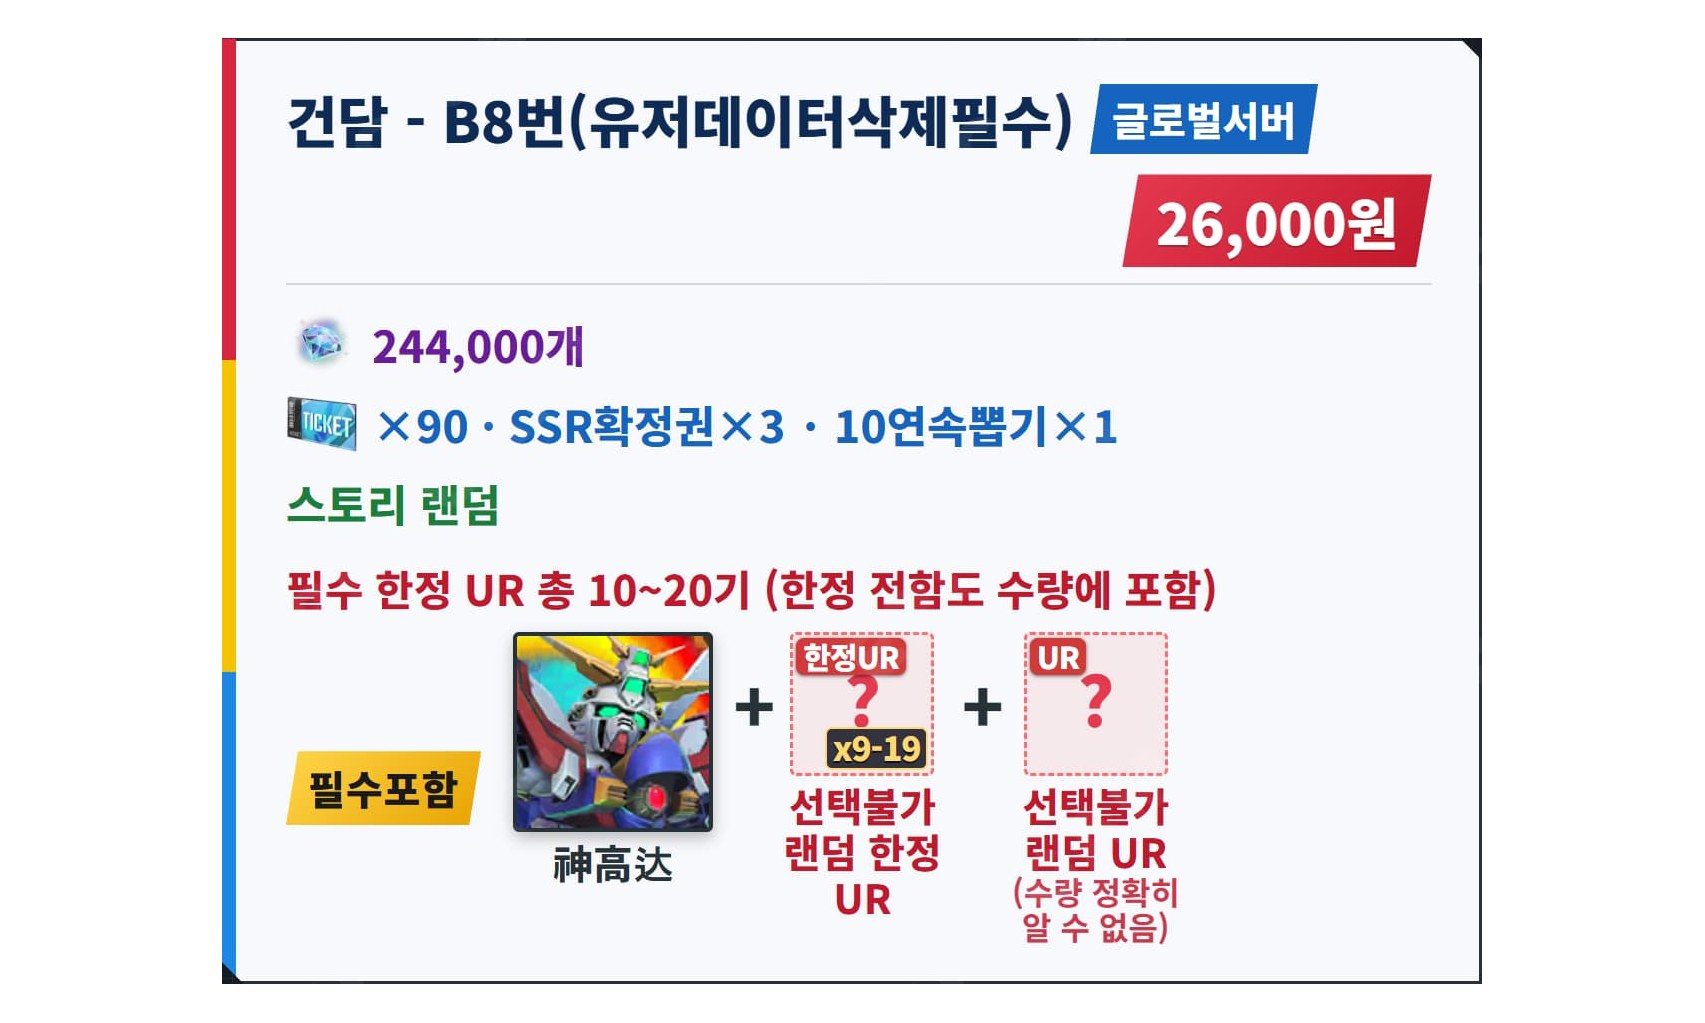 건담 - B8번(유저데이터삭제필수) 글로벌서버
26,000원
244,000개
TICKET ×90 · SSR확정권×3 · 10연속뽑기×1
스토리 랜덤
필수 한정 UR 총 10~20기 (한정 전함도 수량에 포함)
필수포함
神高达
+
한정UR
?
x9-19
선택불가
랜덤 한정
UR
+
UR
?
선택불가
랜덤 UR
(수량 정확히
알 수 없음)